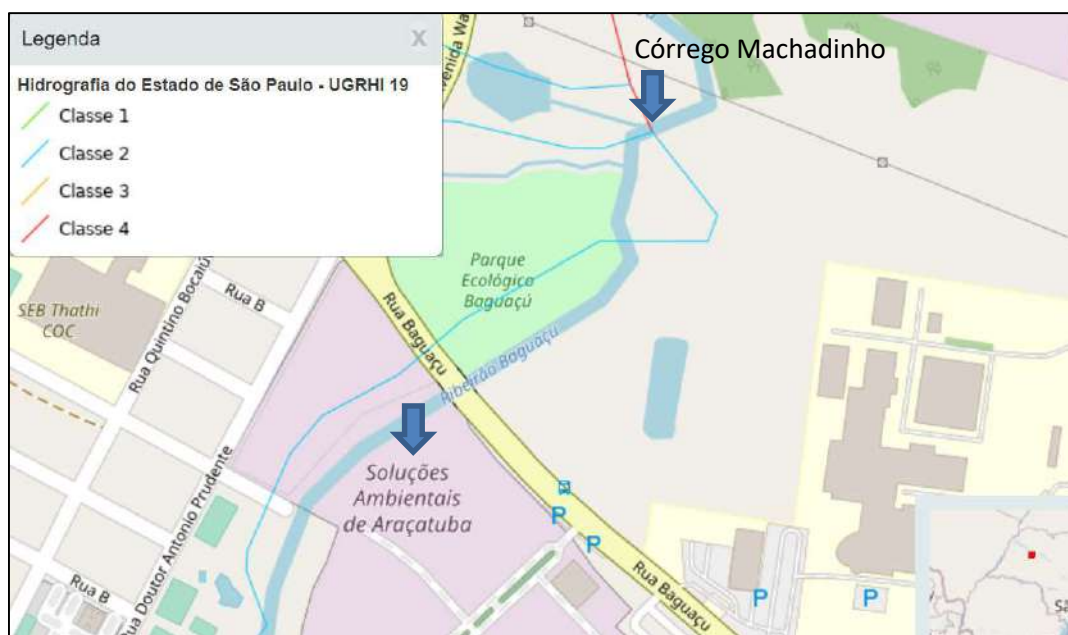 Legenda
X
Hidrografia do Estado de São Paulo - UGRHI 19
Classe 1
Classe 2
Classe 3
Classe 4
Córrego Machadinho
Parque
Ecológico
Baguaçú
SEB Thathi
COC
Rua B
Rua Quintino Bocaiú
Rua Baguaçu
Ribeirão Baguaçu
Soluções
Ambientais
de Araçatuba
Rua Doutor Antonio Prudente
Rua B
P
P
Rua Baguaçu
P
P